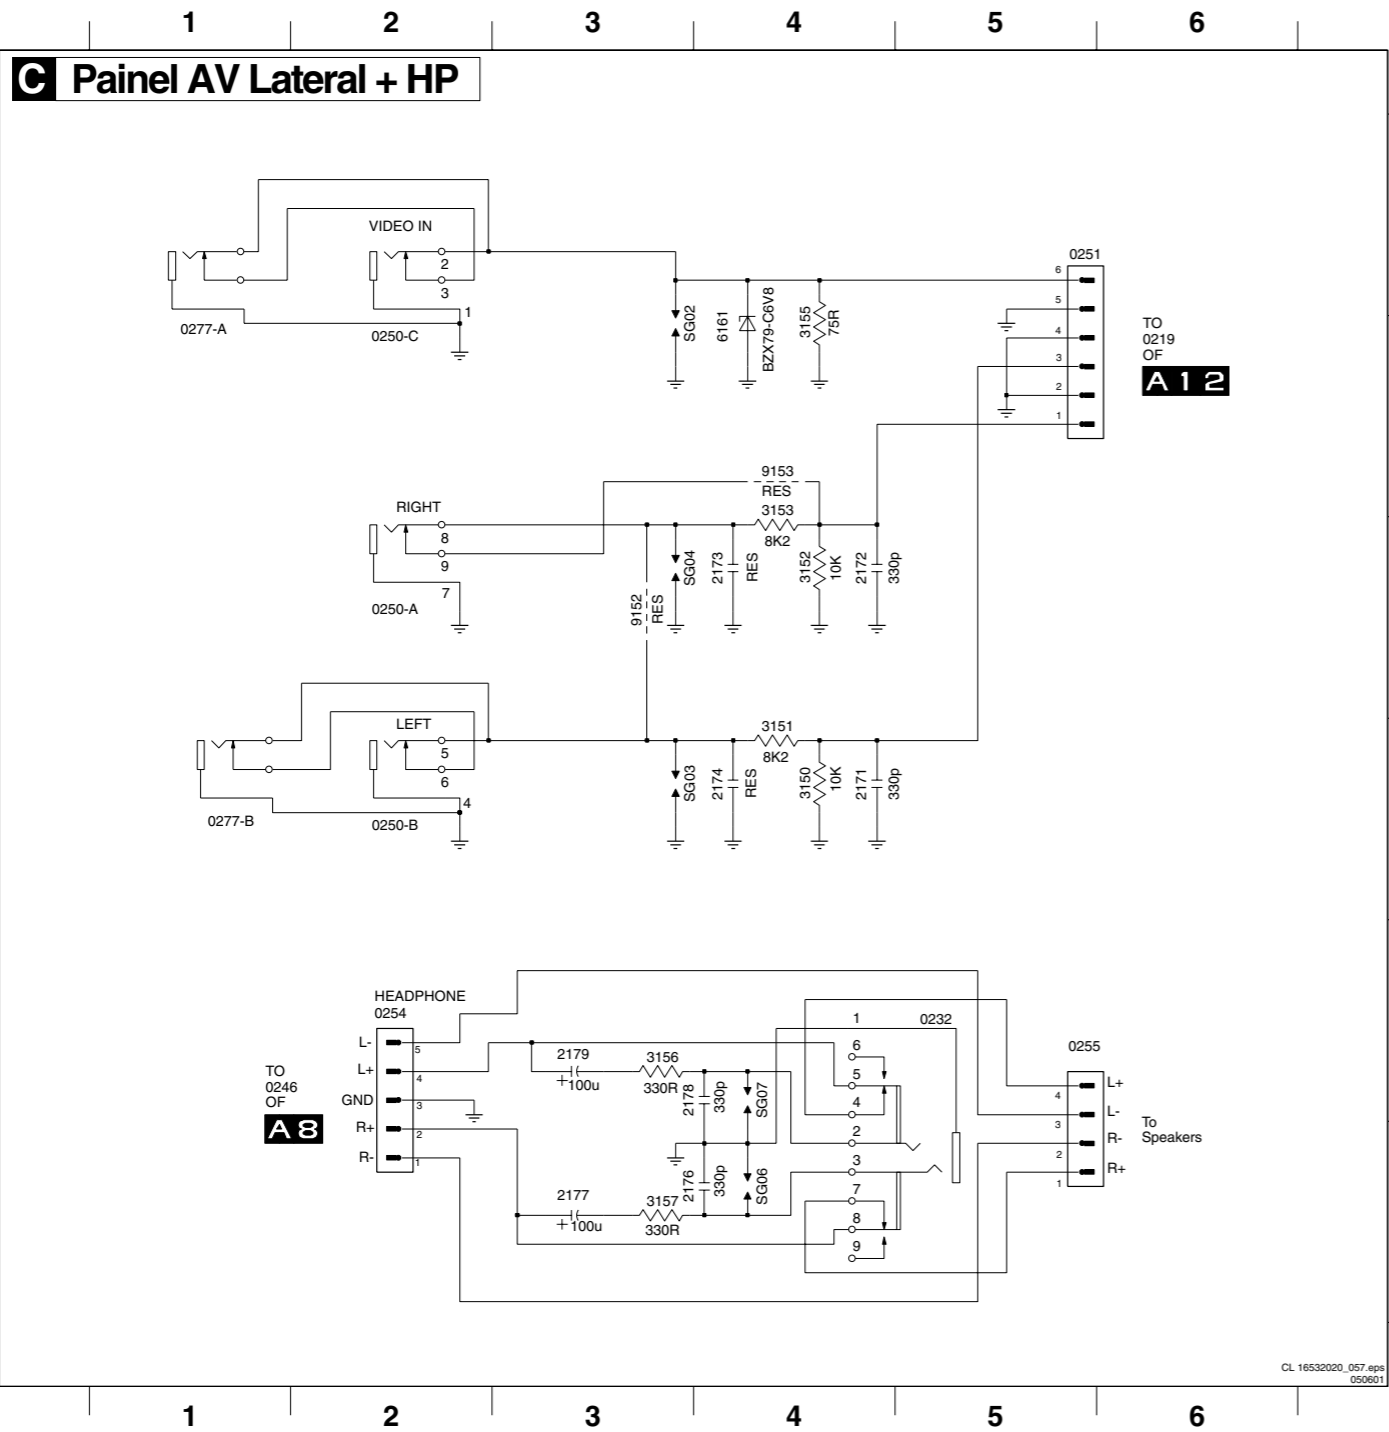 1 2 3 4 5 6
C Painel AV Lateral + HP
VIDEO IN
2
3
1
0277-A
0250-C
SG02
6161
BZX79-C6V8
3155
75R
0251
6
5
4
3
2
1
TO
0219
OF
A12
RIGHT
8
9
7
0250-A
9152
RES
SG04
2173
RES
9153
RES
3153
8K2
3152
10K
2172
330p
LEFT
5
6
4
0277-B
0250-B
SG03
2174
RES
3151
8K2
3150
10K
2171
330p
HEADPHONE
0254
TO
0246
OF
A8
L-
5
L+
4
GND
3
R+
2
R-
1
2179
+100u
3156
330R
2178
330p
SG07
2176
330p
SG06
2177
+100u
3157
330R
1
0232
6
5
4
2
3
7
8
9
0255
L+
4
L-
3
R-
2
R+
1
To
Speakers
CL 16532020_057.eps
050601
1 2 3 4 5 6